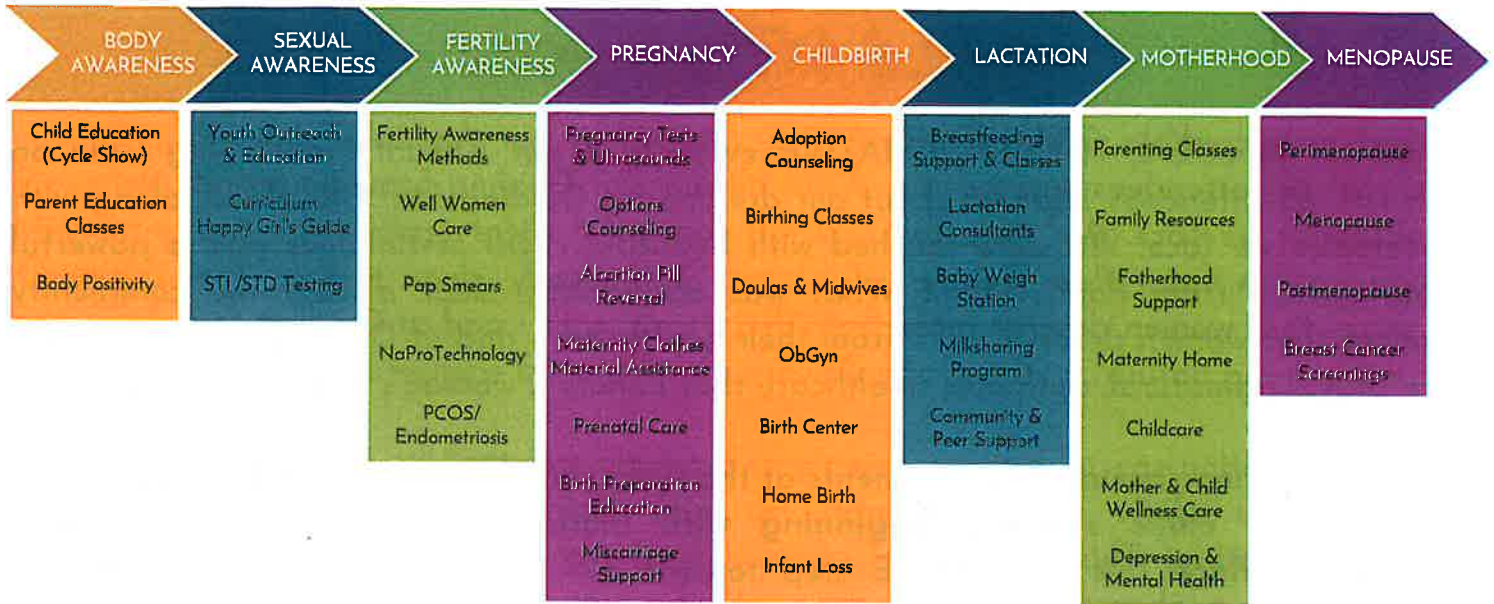 BODY
AWARENESS
SEXUAL
AWARENESS
FERTILITY
AWARENESS
PREGNANCY
CHILDBIRTH
LACTATION
MOTHERHOOD
MENOPAUSE
Child Education
(Cycle Show)
Parent Education
Classes
Body Positivity
Youth Outreach
& Education
Curriculum
Happy Girl's Guide
STI/STD Testing
Fertility Awareness
Methods
Well Women
Care
Pap Smears
NaProTechnology
PCOS/
Endometriosis
Pregnancy Tests
& Ultrasounds
Options
Counseling
Abortion Pill
Reversal
Maternity Clothes
Material Assistance
Prenatal Care
Birth Preparation
Education
Miscarriage
Support
Adoption
Counseling
Birthing Classes
Doulas & Midwives
ObGyn
Birth Center
Home Birth
Infant Loss
Breastfeeding
Support & Classes
Lactation
Consultants
Baby Weigh
Station
Milksharing
Program
Community &
Peer Support
Parenting Classes
Family Resources
Fatherhood
Support
Maternity Home
Childcare
Mother & Child
Wellness Care
Depression &
Mental Health
Perimenopause
Menopause
Postmenopause
Breast Cancer
Screenings